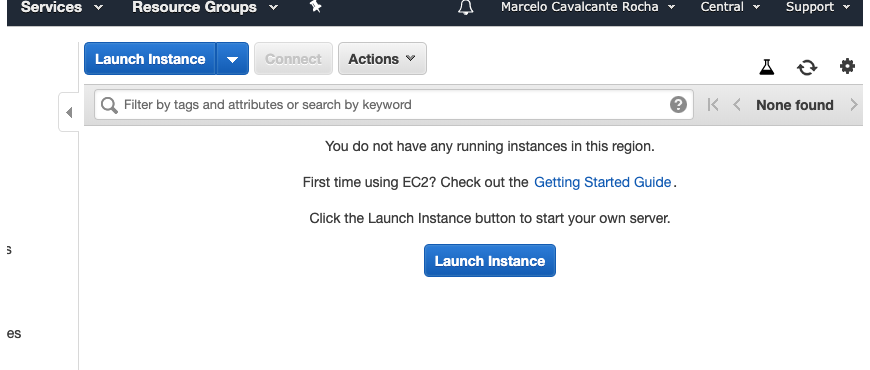 Services Resource Groups Marcelo Cavalcante Rocha Central Support
Launch Instance Connect Actions
Filter by tags and attributes or search by keyword ? None found
You do not have any running instances in this region.
First time using EC2? Check out the Getting Started Guide.
Click the Launch Instance button to start your own server.
s
Launch Instance
es